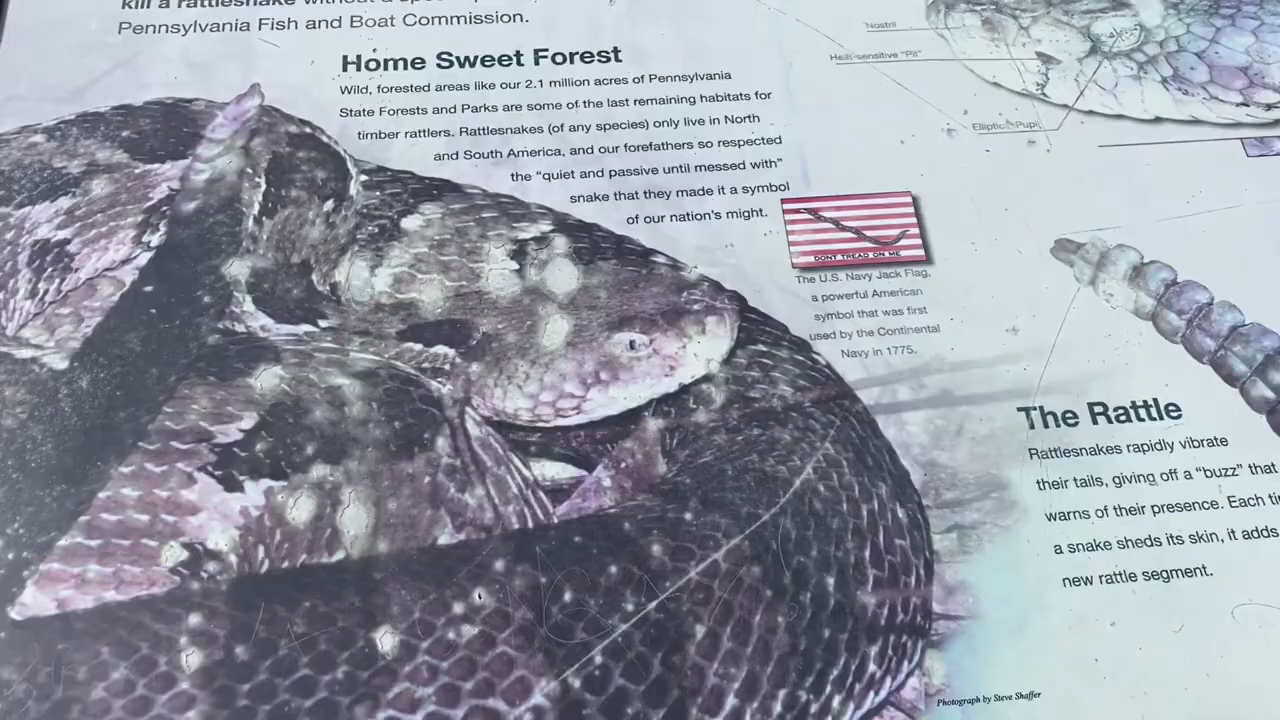 kill a rattlesnake without a
Pennsylvania Fish and Boat Commission.
Home Sweet Forest
Wild, forested areas like our 2.1 million acres of Pennsylvania
State Forests and Parks are some of the last remaining habitats for
timber rattlers. Rattlesnakes (of any species) only live in North
and South America, and our forefathers so respected
the “quiet and passive until messed with”
snake that they made it a symbol
of our nation's might.
DONT TREAD ON ME
The U.S. Navy Jack Flag,
a powerful American
symbol that was first
used by the Continental
Navy in 1775.
Nostril
Heat-sensitive "Pit"
Elliptical Pupil
The Rattle
Rattlesnakes rapidly vibrate
their tails, giving off a “buzz” that
warns of their presence. Each
a snake sheds its skin, it adds
new rattle segment.
Photograph by Steve Shaffer